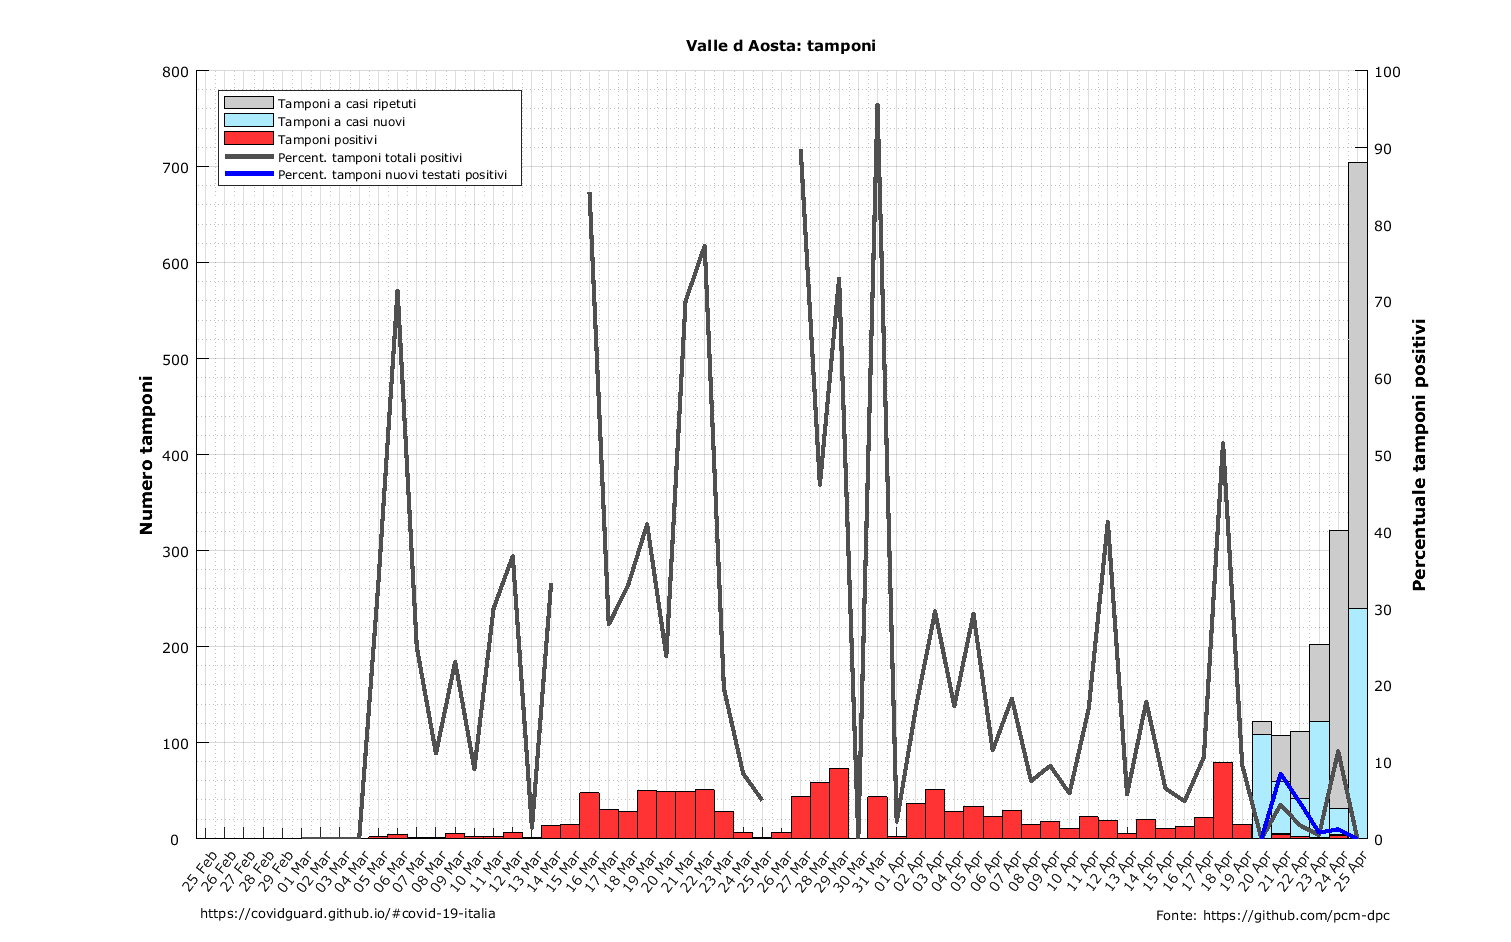 Valle d Aosta: tamponi
Tamponi a casi ripetuti
Tamponi a casi nuovi
Tamponi positivi
Percent. tamponi totali positivi
Percent. tamponi nuovi testati positivi
Numero tamponi
800
700
600
500
400
300
200
100
0
Percentuale tamponi positivi
100
90
80
70
60
50
40
30
20
10
0
25 Feb
26 Feb
27 Feb
28 Feb
29 Feb
01 Mar
02 Mar
03 Mar
04 Mar
05 Mar
06 Mar
07 Mar
08 Mar
09 Mar
10 Mar
11 Mar
12 Mar
13 Mar
14 Mar
15 Mar
16 Mar
17 Mar
18 Mar
19 Mar
20 Mar
21 Mar
22 Mar
23 Mar
24 Mar
25 Mar
26 Mar
27 Mar
28 Mar
29 Mar
30 Mar
31 Mar
01 Apr
02 Apr
03 Apr
04 Apr
05 Apr
06 Apr
07 Apr
08 Apr
09 Apr
10 Apr
11 Apr
12 Apr
13 Apr
14 Apr
15 Apr
16 Apr
17 Apr
18 Apr
19 Apr
20 Apr
21 Apr
22 Apr
23 Apr
24 Apr
25 Apr
https://covidguard.github.io/#covid-19-italia
Fonte: https://github.com/pcm-dpc